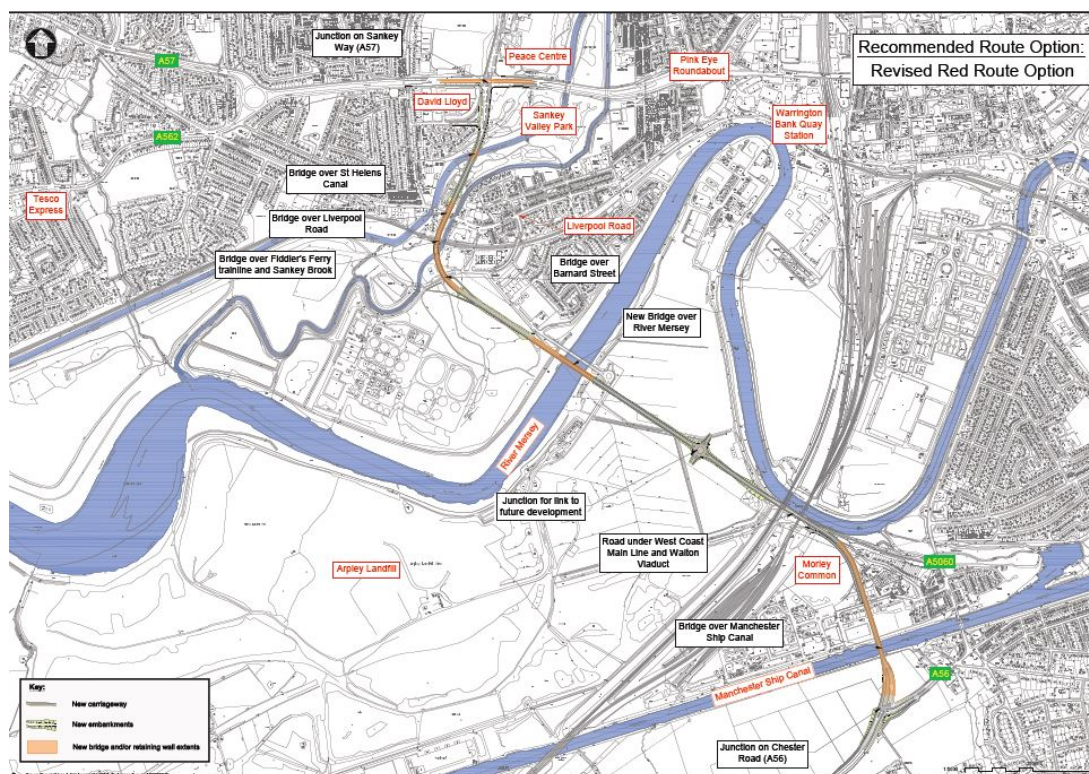 Recommended Route Option:
Revised Red Route Option
Junction on Sankey
Way (A57)
A57
Peace Centre
Pink Eye
Roundabout
David Lloyd
Sankey
Valley Park
Warrington
Bank Quay
Station
A562
Bridge over St Helens
Canal
Tesco
Express
Bridge over Liverpool
Road
Liverpool Road
Bridge over Fiddler's Ferry
trainline and Sankey Brook
Bridge over
Barnard Street
New Bridge over
River Mersey
River Mersey
Junction for link to
future development
Road under West Coast
Main Line and Walton
Viaduct
Arpley Landfill
Morley
Common
A5060
Bridge over Manchester
Ship Canal
Manchester Ship Canal
A56
Junction on Chester
Road (A56)
Key:
New carriageway
New embankments
New bridge and/or retaining wall extents